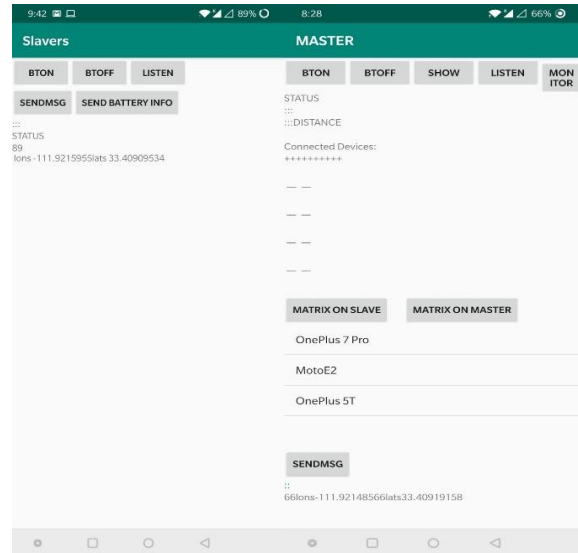 9:42 89%
Slavers
BTON BTOFF LISTEN
SENDMSG SEND BATTERY INFO
:::
STATUS
89
lons -111.9215955lats 33.40909534
8:28 66%
MASTER
BTON BTOFF SHOW LISTEN MON
ITOR
STATUS
:::
:::DISTANCE
Connected Devices:
++++++++++
— —
— —
— —
— —
MATRIX ON SLAVE MATRIX ON MASTER
OnePlus 7 Pro
MotoE2
OnePlus 5T
SENDMSG
::
66lons-111.92148566lats33.40919158